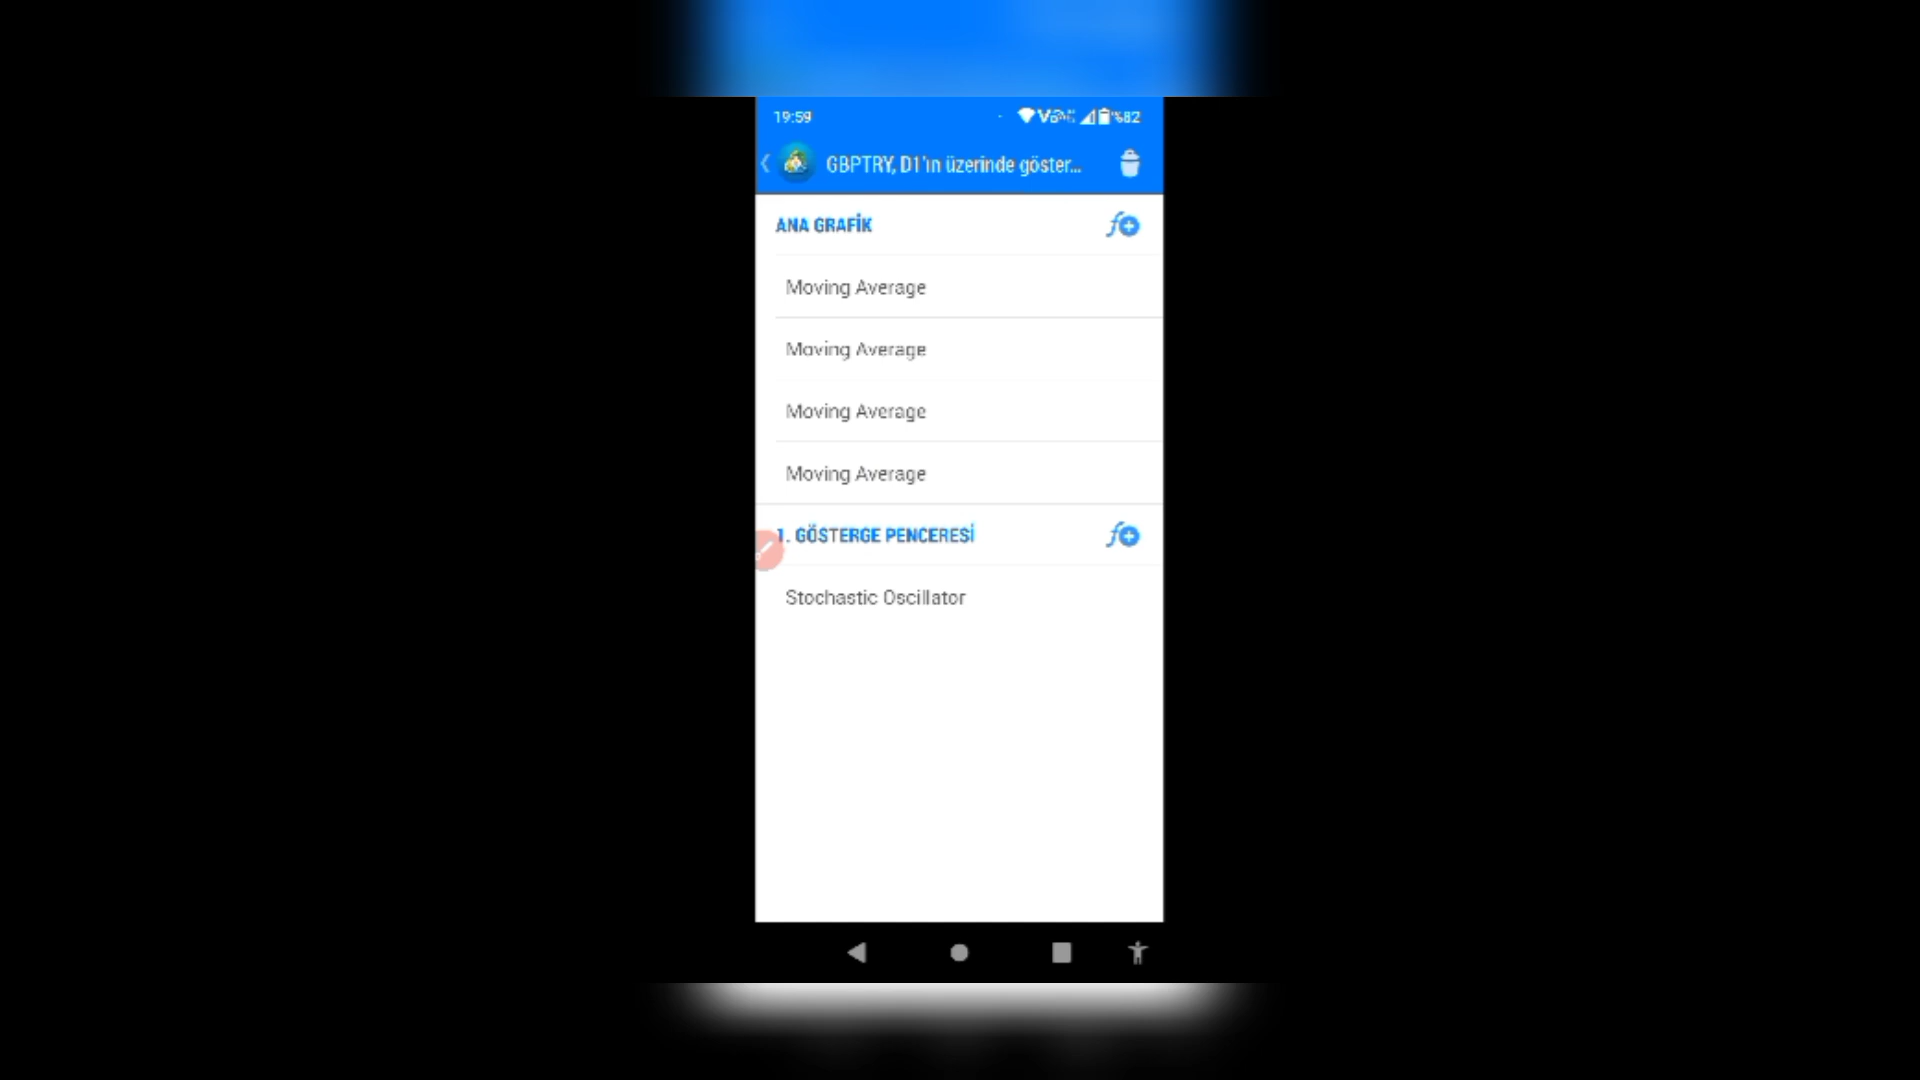 19:59
%82
GBPTRY, D1'ın üzerinde göster...
ANA GRAFİK
Moving Average
Moving Average
Moving Average
Moving Average
1. GÖSTERGE PENCERESİ
Stochastic Oscillator